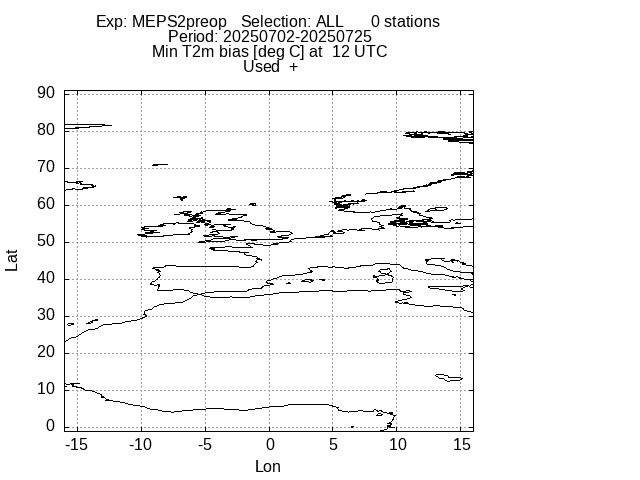 Exp: MEPS2preop   Selection: ALL      0 stations
Period: 20250702-20250725
Min T2m bias [deg C] at  12 UTC
Used  +
90
80
70
60
50
40
30
20
10
0
Lat
-15 -10 -5 0 5 10 15
Lon